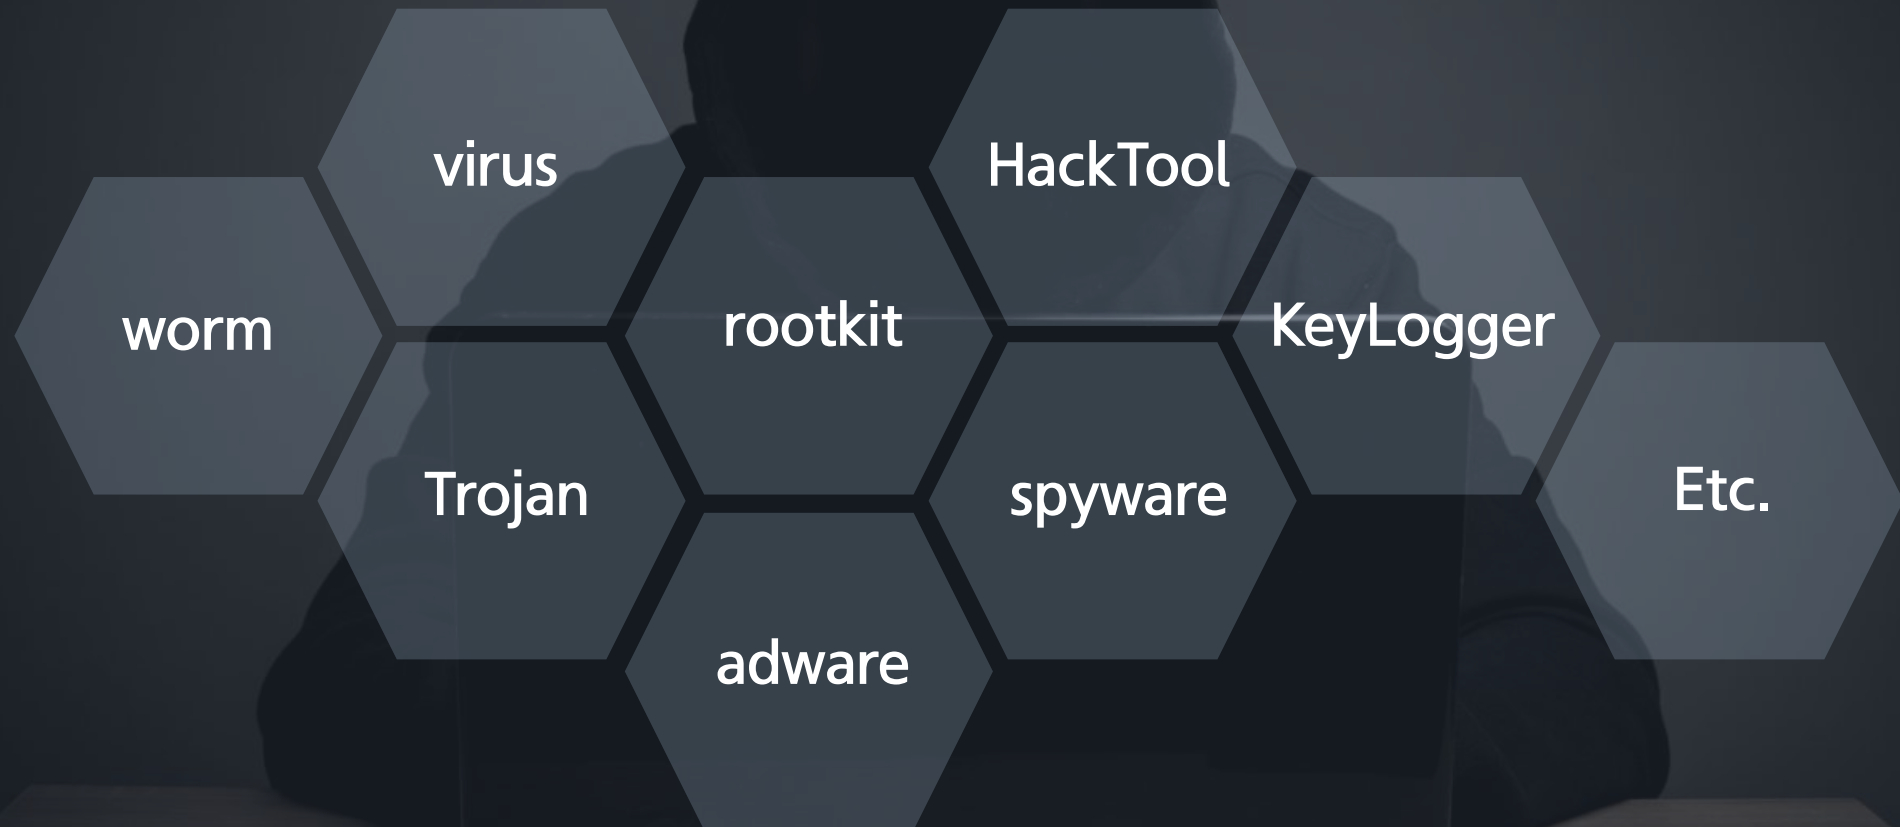 worm
virus
Trojan
rootkit
adware
HackTool
spyware
KeyLogger
Etc.